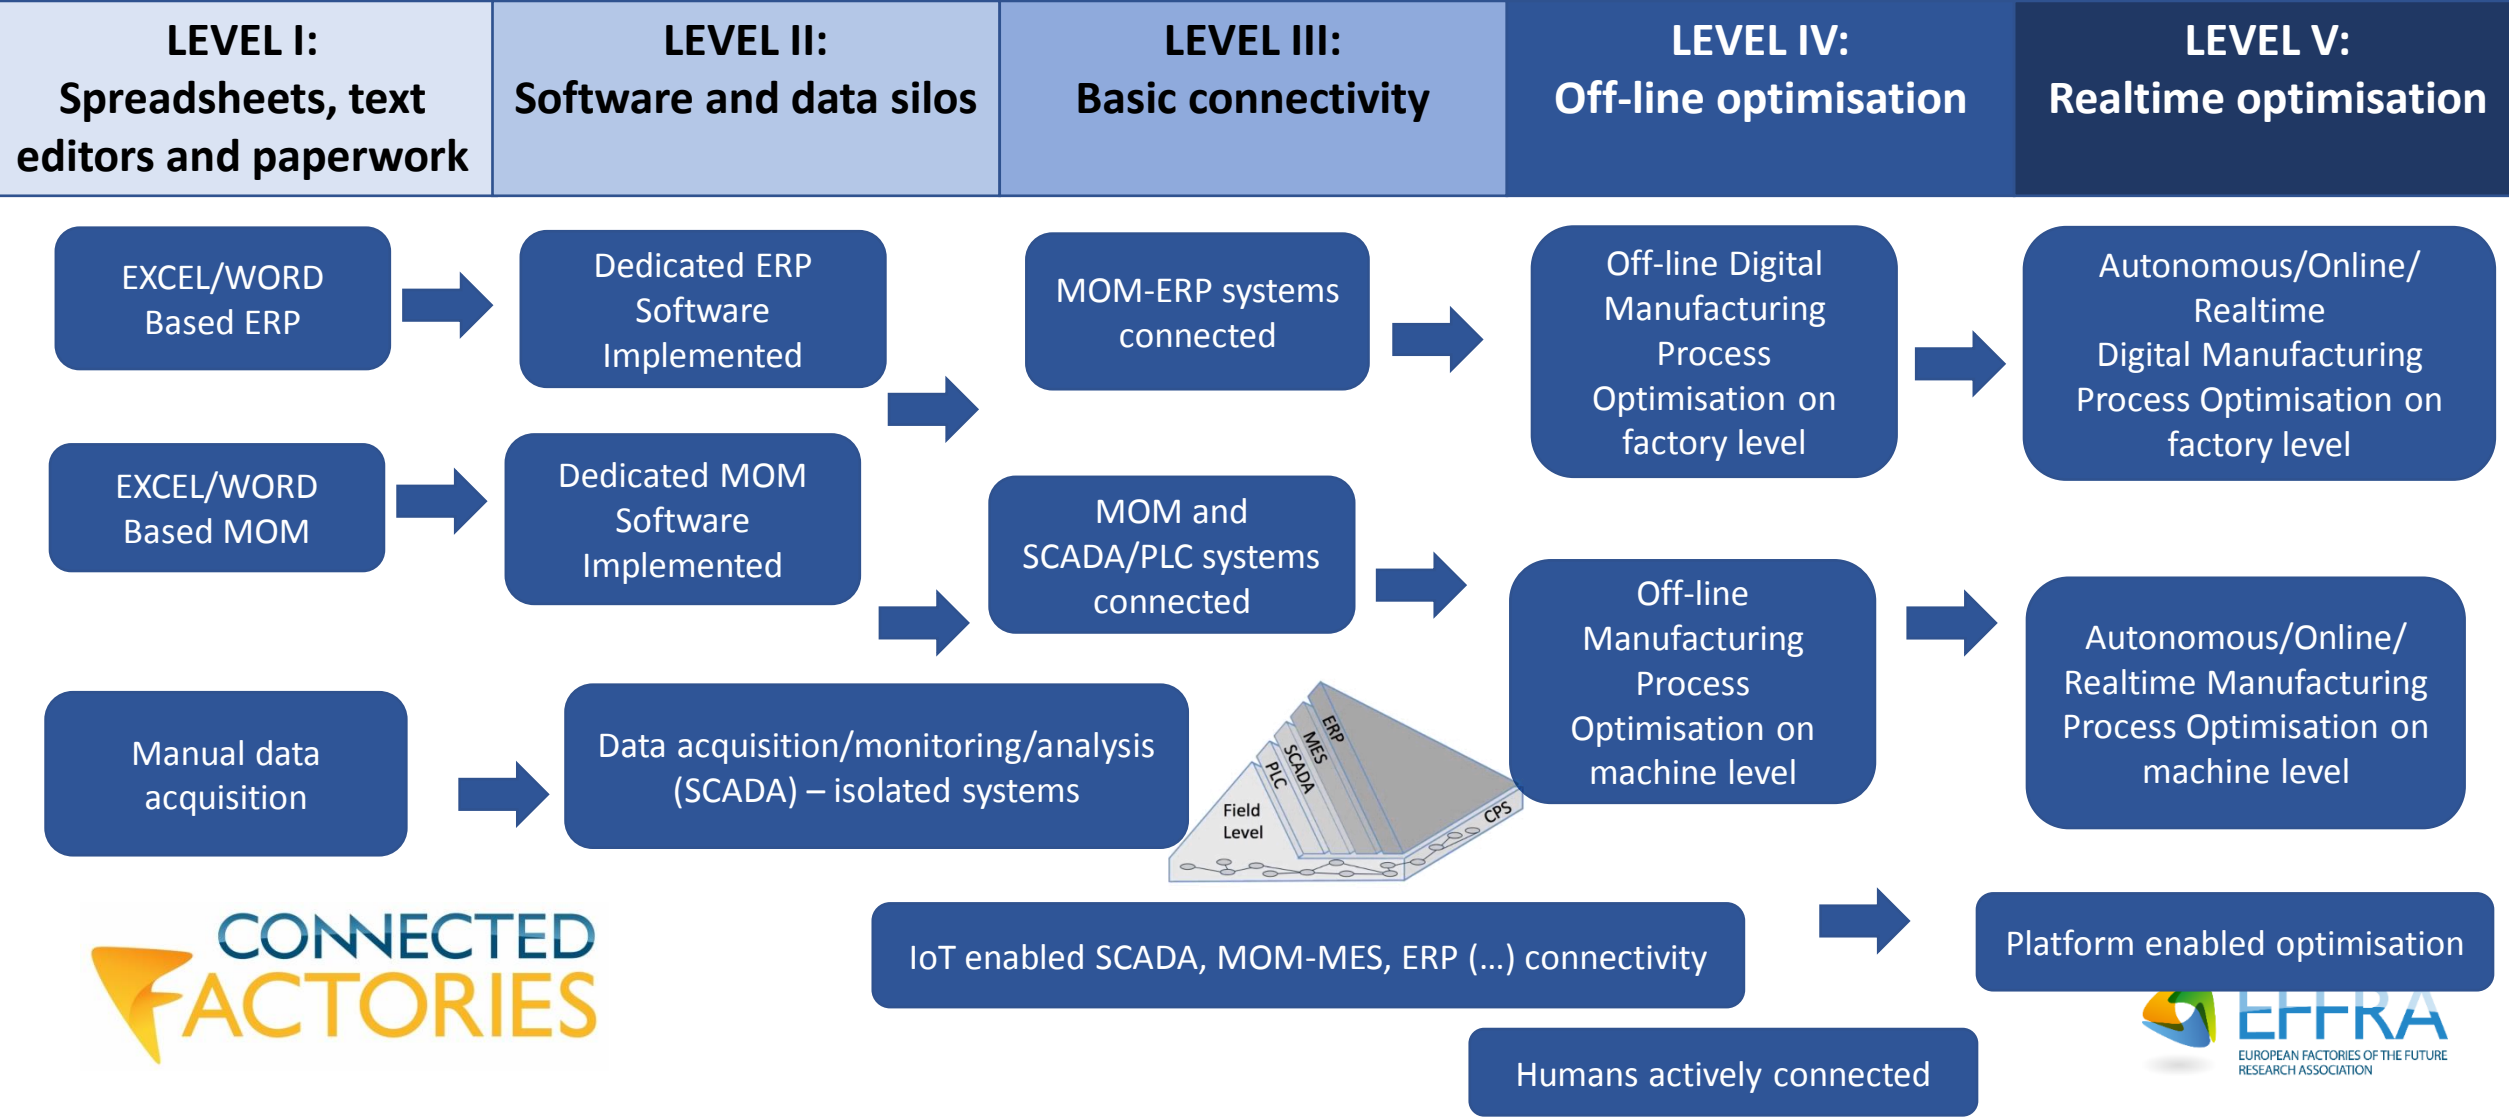 LEVEL I:
Spreadsheets, text
editors and paperwork
LEVEL II:
Software and data silos
LEVEL III:
Basic connectivity
LEVEL IV:
Off-line optimisation
LEVEL V:
Realtime optimisation
EXCEL/WORD
Based ERP
Dedicated ERP
Software
Implemented
MOM-ERP systems
connected
Off-line Digital
Manufacturing
Process
Optimisation on
factory level
Autonomous/Online/
Realtime
Digital Manufacturing
Process Optimisation on
factory level
EXCEL/WORD
Based MOM
Dedicated MOM
Software
Implemented
MOM and
SCADA/PLC systems
connected
Off-line
Manufacturing
Process
Optimisation on
machine level
Autonomous/Online/
Realtime Manufacturing
Process Optimisation on
machine level
Manual data
acquisition
Data acquisition/monitoring/analysis
(SCADA) – isolated systems
Field
Level
PLC
SCADA
MES
ERP
CPS
CONNECTED
FACTORIES
IoT enabled SCADA, MOM-MES, ERP (...) connectivity
Platform enabled optimisation
Humans actively connected
EFFRA
EUROPEAN FACTORIES OF THE FUTURE
RESEARCH ASSOCIATION